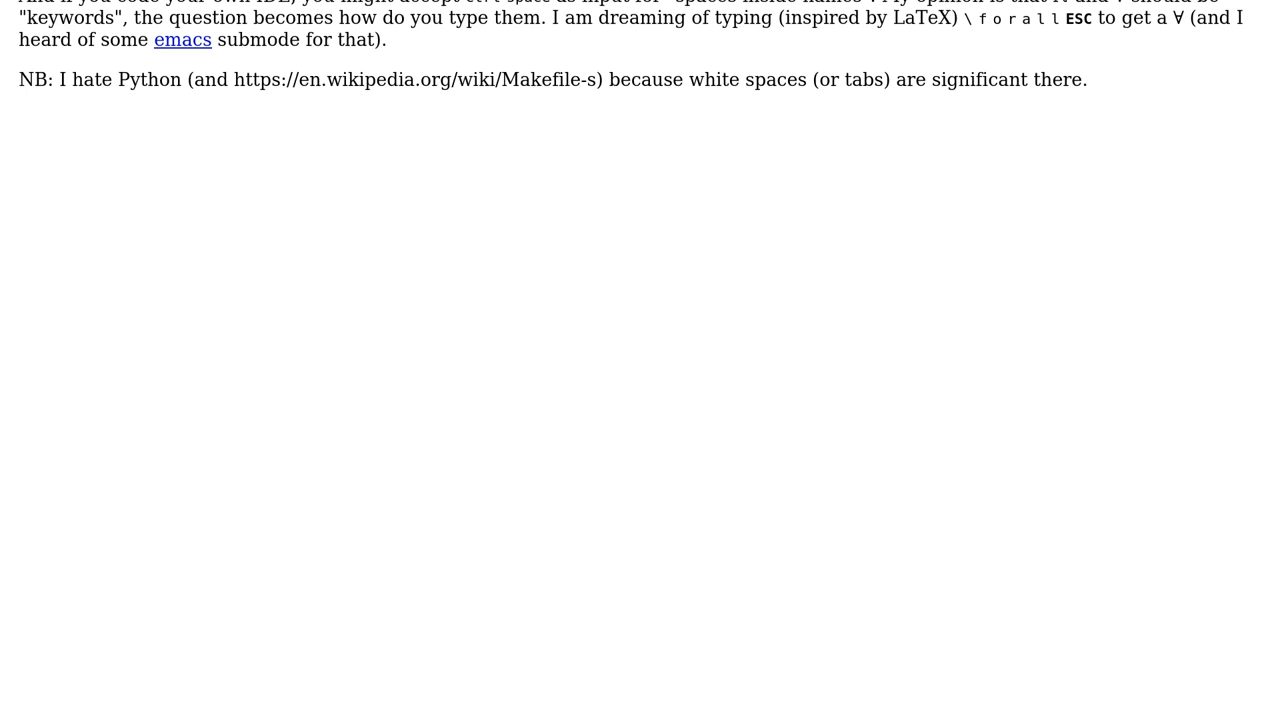 "keywords", the question becomes how do you type them. I am dreaming of typing (inspired by LaTeX) \ f o r a l l ESC to get a ∀ (and I
heard of some emacs submode for that).
NB: I hate Python (and https://en.wikipedia.org/wiki/Makefile-s) because white spaces (or tabs) are significant there.